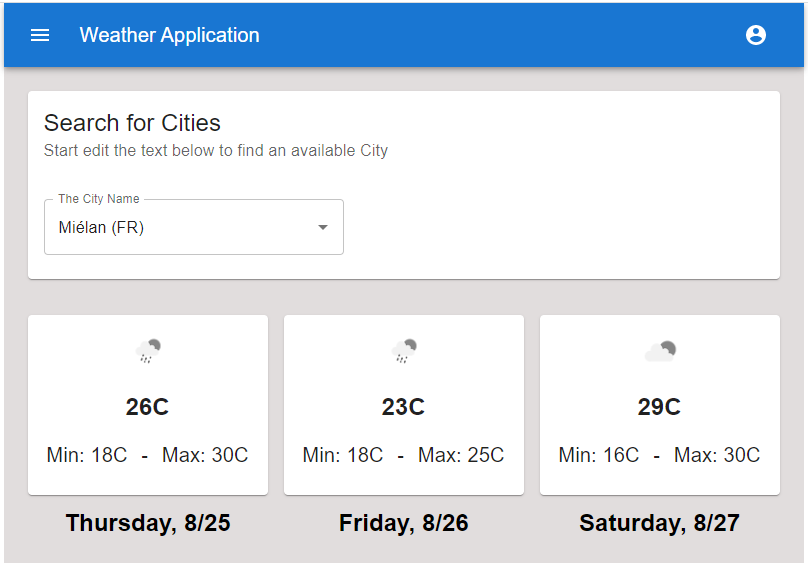 Weather Application
Search for Cities
Start edit the text below to find an available City
The City Name
Miélan (FR)
26C
Min: 18C - Max: 30C
Thursday, 8/25
23C
Min: 18C - Max: 25C
Friday, 8/26
29C
Min: 16C - Max: 30C
Saturday, 8/27